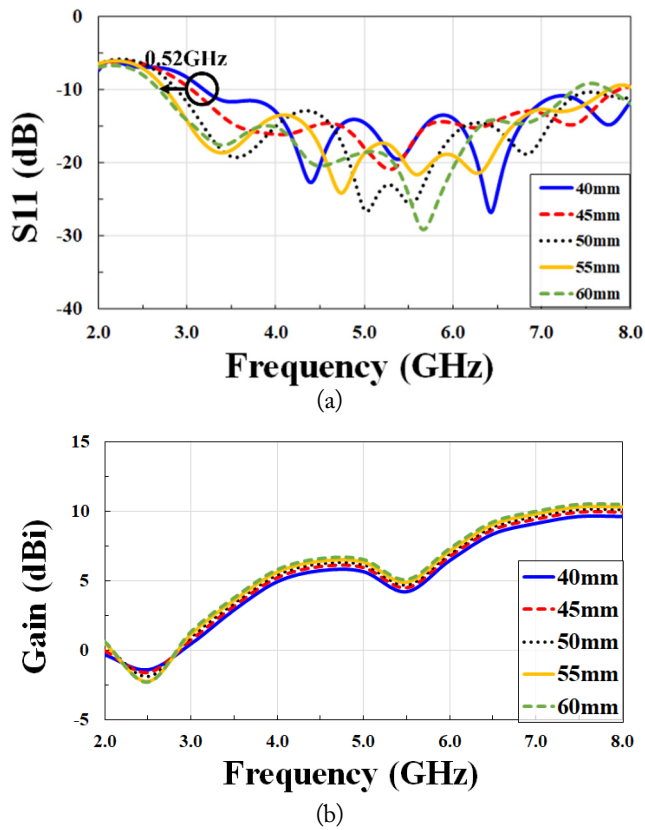 0
-10
-20
-30
-40
S11 (dB)
0.52GHz
40mm
45mm
50mm
55mm
60mm
2.0 3.0 4.0 5.0 6.0 7.0 8.0
Frequency (GHz)
(a)
15
10
5
0
-5
Gain (dBi)
40mm
45mm
50mm
55mm
60mm
2.0 3.0 4.0 5.0 6.0 7.0 8.0
Frequency (GHz)
(b)